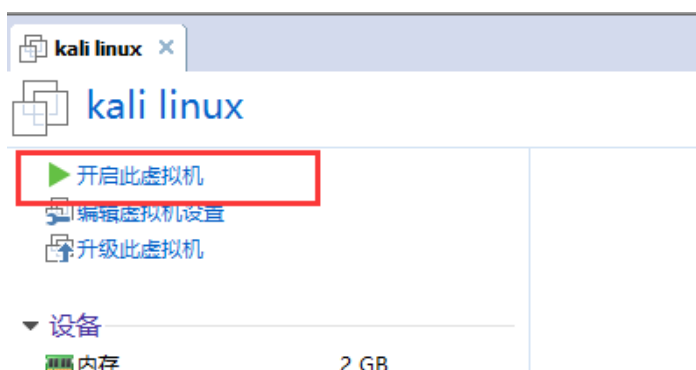 kali linux
kali linux
开启此虚拟机
编辑虚拟机设置
升级此虚拟机
设备
内存 2 GB